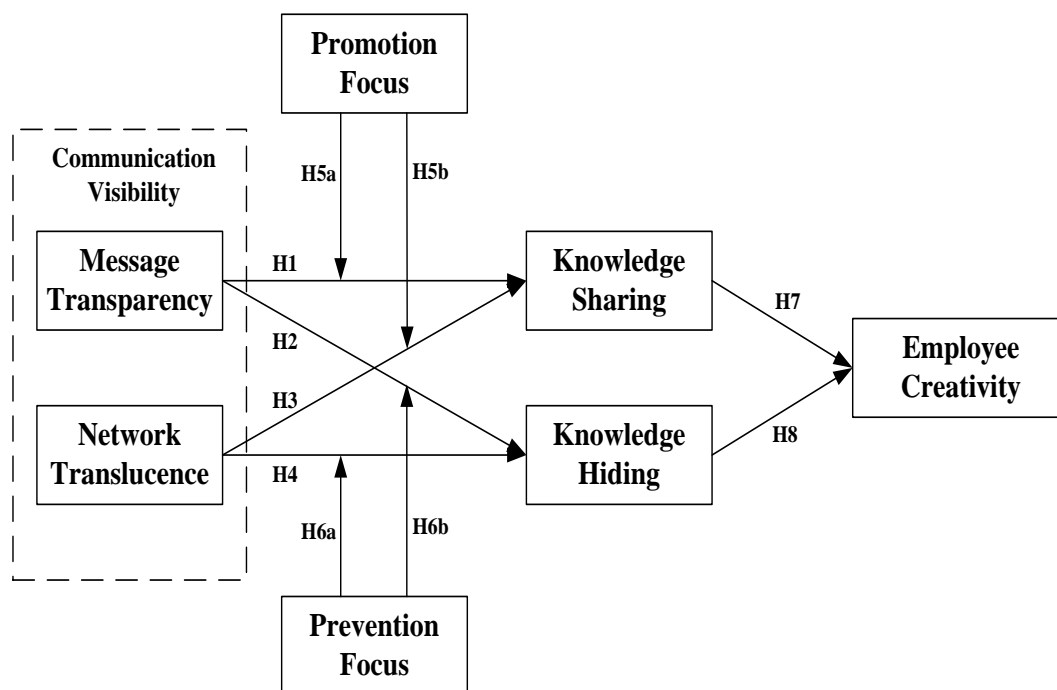 Promotion
Focus
Communication
Visibility
H5a
H5b
Message
Transparency
H1
Knowledge
Sharing
H7
H2
Employee
Creativity
H3
Network
Translucence
H4
Knowledge
Hiding
H8
H6a
H6b
Prevention
Focus